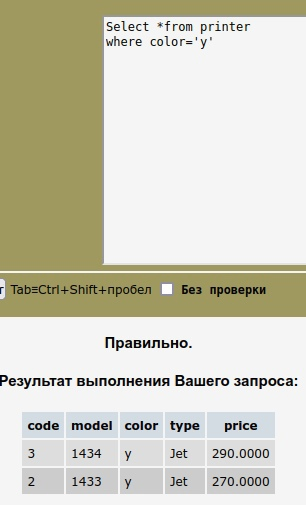 Select *from printer
where color='y'
Tab≡Ctrl+Shift+пробел Без проверки
Правильно.
Результат выполнения Вашего запроса:
code model color type price
3 1434 y Jet 290.0000
2 1433 y Jet 270.0000